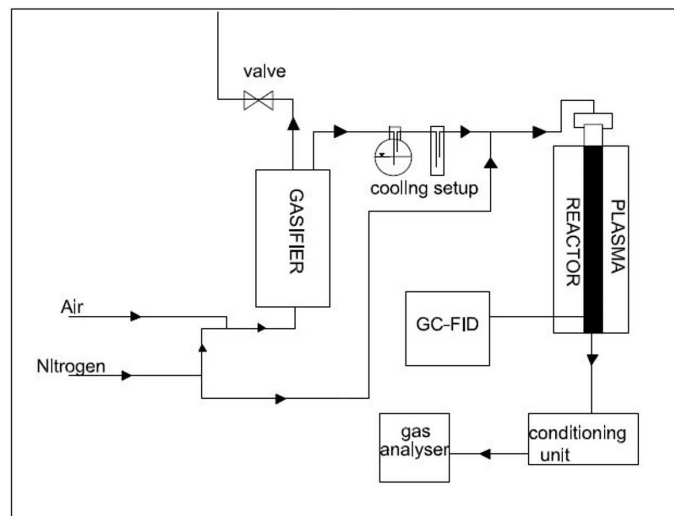 valve
GASIFIER
cooling setup
REACTOR
PLASMA
Air
Nitrogen
GC-FID
gas
analyser
conditioning
unit